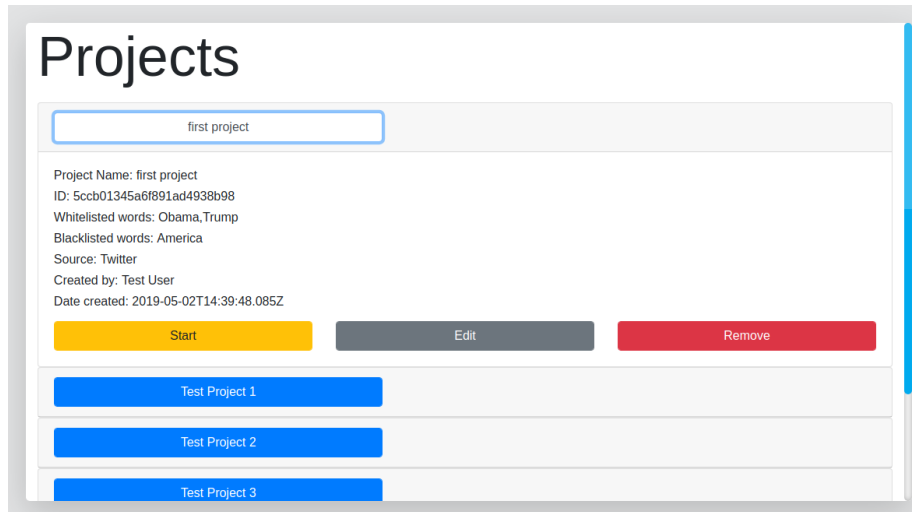 Projects
first project
Project Name: first project
ID: 5ccb01345a6f891ad4938b98
Whitelisted words: Obama,Trump
Blacklisted words: America
Source: Twitter
Created by: Test User
Date created: 2019-05-02T14:39:48.085Z
Start Edit Remove
Test Project 1
Test Project 2
Test Project 3